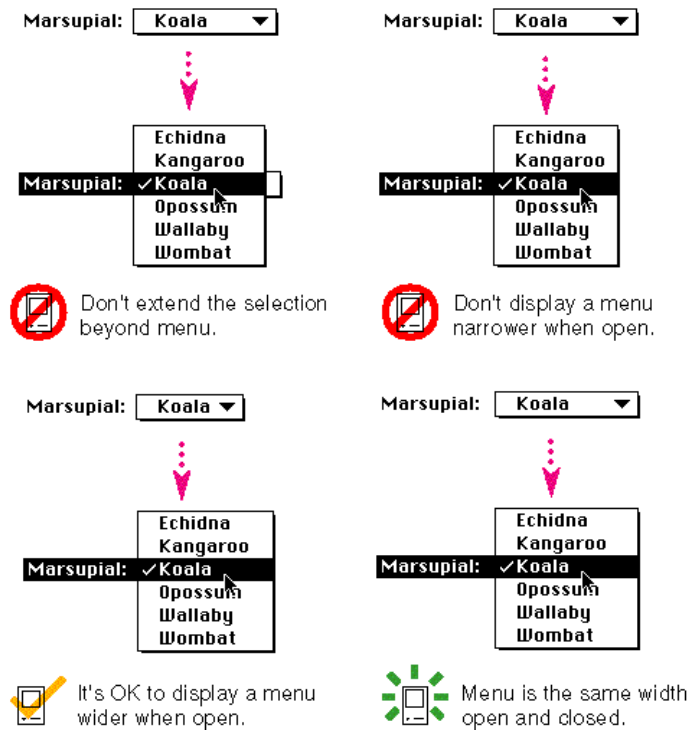 Marsupial: Koala
Marsupial: Koala
Echidna
Kangaroo
Marsupial: ✓Koala
Opossum
Wallaby
Wombat
Echidna
Kangaroo
Marsupial: ✓Koala
Opossum
Wallaby
Wombat
Don't extend the selection
beyond menu.
Don't display a menu
narrower when open.
Marsupial: Koala
Marsupial: Koala
Echidna
Kangaroo
Marsupial: ✓Koala
Opossum
Wallaby
Wombat
Echidna
Kangaroo
Marsupial: ✓Koala
Opossum
Wallaby
Wombat
It's OK to display a menu
wider when open.
Menu is the same width
open and closed.